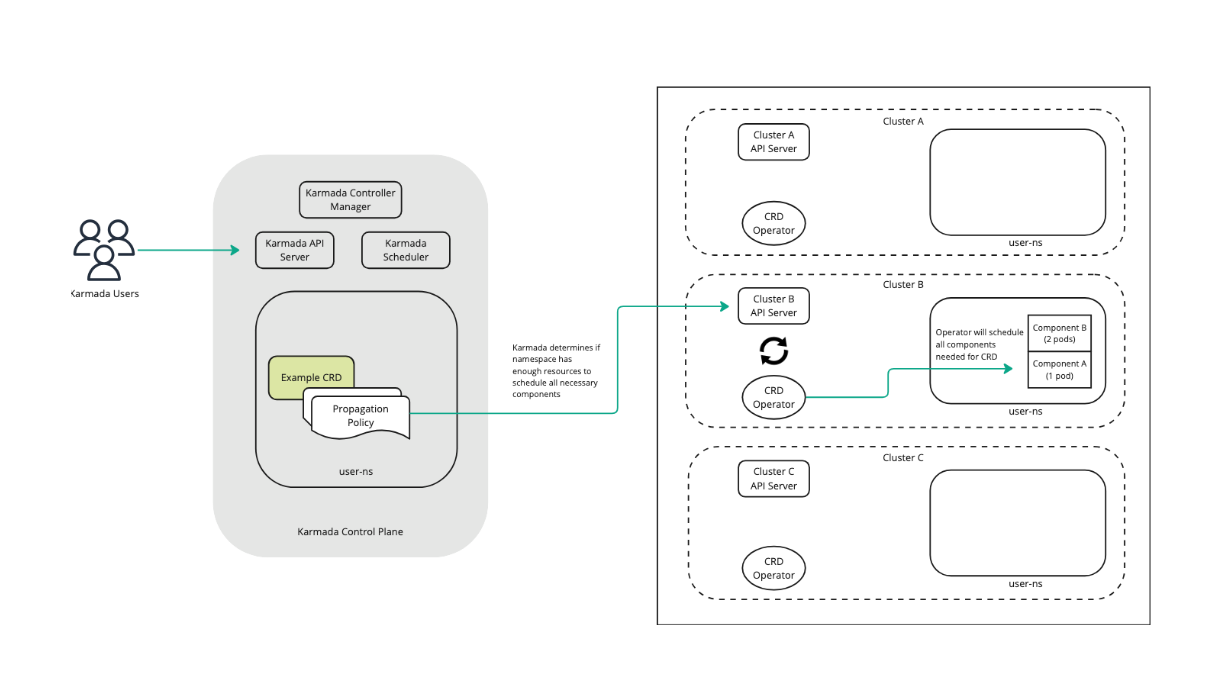 Karmada Users
Karmada Controller
Manager
Karmada API
Server
Karmada
Scheduler
Example CRD
Propagation
Policy
user-ns
Karmada Control Plane
Karmada determines if
namespace has
enough resources to
schedule all necessary
components
Cluster A
Cluster A
API Server
CRD
Operator
user-ns
Cluster B
Cluster B
API Server
CRD
Operator
Operator will schedule
all components
needed for CRD
Component B
(2 pods)
Component A
(1 pod)
user-ns
Cluster C
Cluster C
API Server
CRD
Operator
user-ns